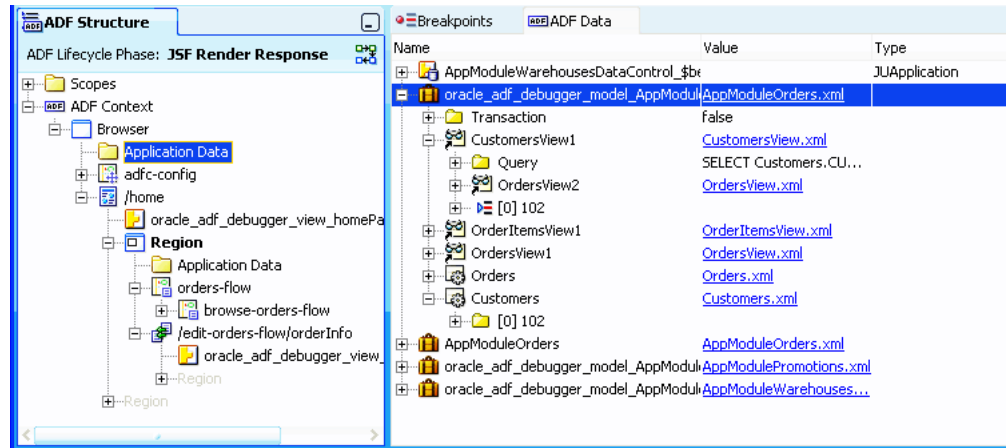 ADF Structure
ADF Lifecycle Phase: JSF Render Response
Scopes
ADF ADF Context
Browser
Application Data
adfc-config
/home
oracle_adf_debugger_view_homePa
Region
Application Data
orders-flow
browse-orders-flow
/edit-orders-flow/orderInfo
oracle_adf_debugger_view_
Region
Region
Breakpoints ADF ADF Data
Name Value Type
AppModuleWarehousesDataControl_$be JUApplication
oracle_adf_debugger_model_AppModul AppModuleOrders.xml
Transaction false
CustomersView1 CustomersView.xml
Query SELECT Customers.CU...
OrdersView2 OrdersView.xml
[0] 102
OrderItemsView1 OrderItemsView.xml
OrdersView1 OrdersView.xml
Orders Orders.xml
Customers Customers.xml
[0] 102
AppModuleOrders AppModuleOrders.xml
oracle_adf_debugger_model_AppModul AppModulePromotions.xml
oracle_adf_debugger_model_AppModul AppModuleWarehouses...